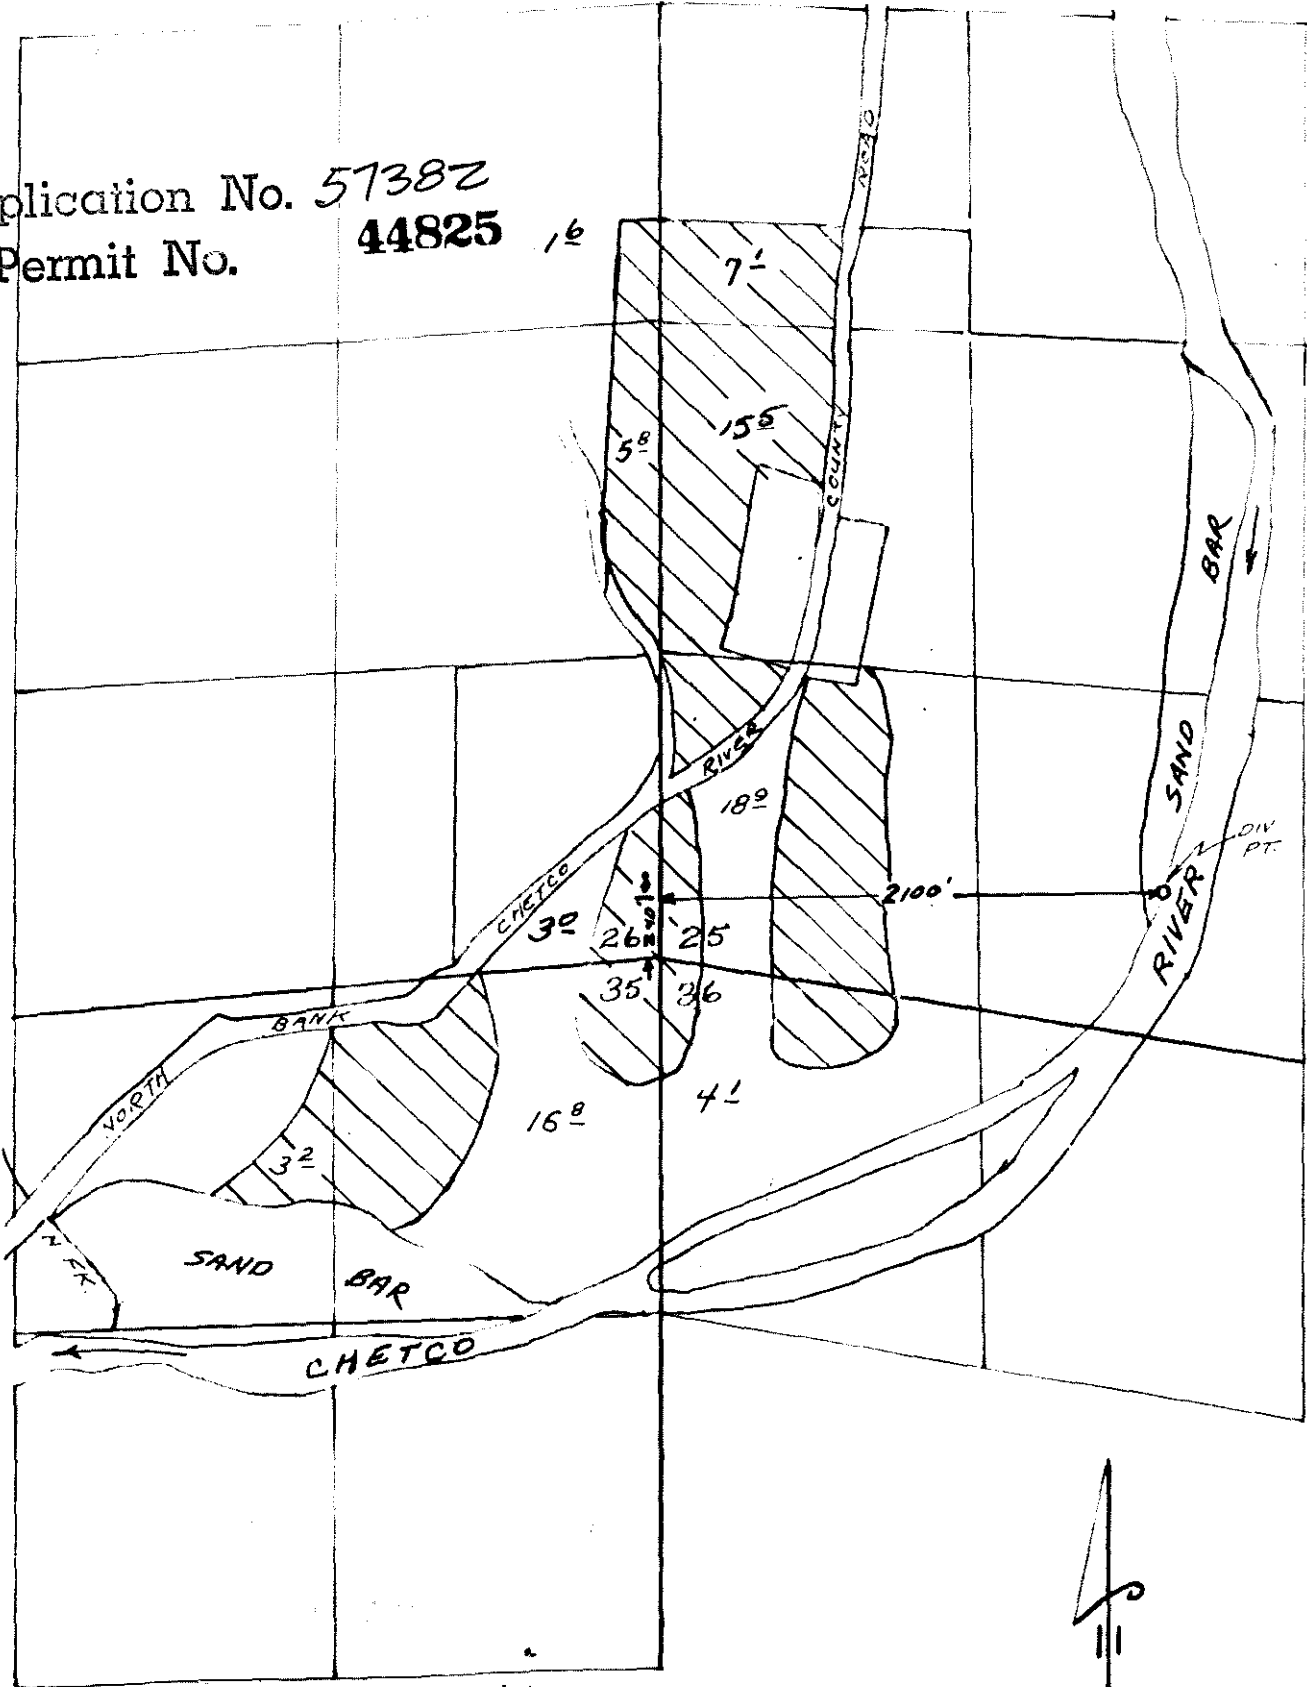 plication No. 57382
Permit No. 44825
1 6
7 1
ROAD
5 8
15 5
COUNTY
BAR
SAND
RIVER
18 9
DIV
PT.
2100'
CHETCO
3 0
26
25
RIVER
35
36
BANK
NORTH
4 1
16 8
3 2
N FK.
SAND BAR
CHETCO